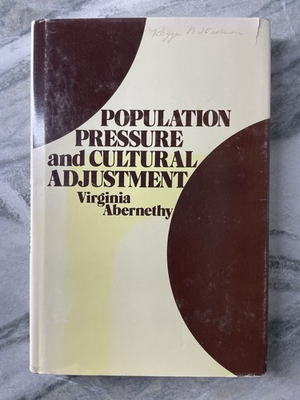 POPULATION
PRESSURE
and CULTURAL
ADJUSTMENT
Virginia
Abernethy